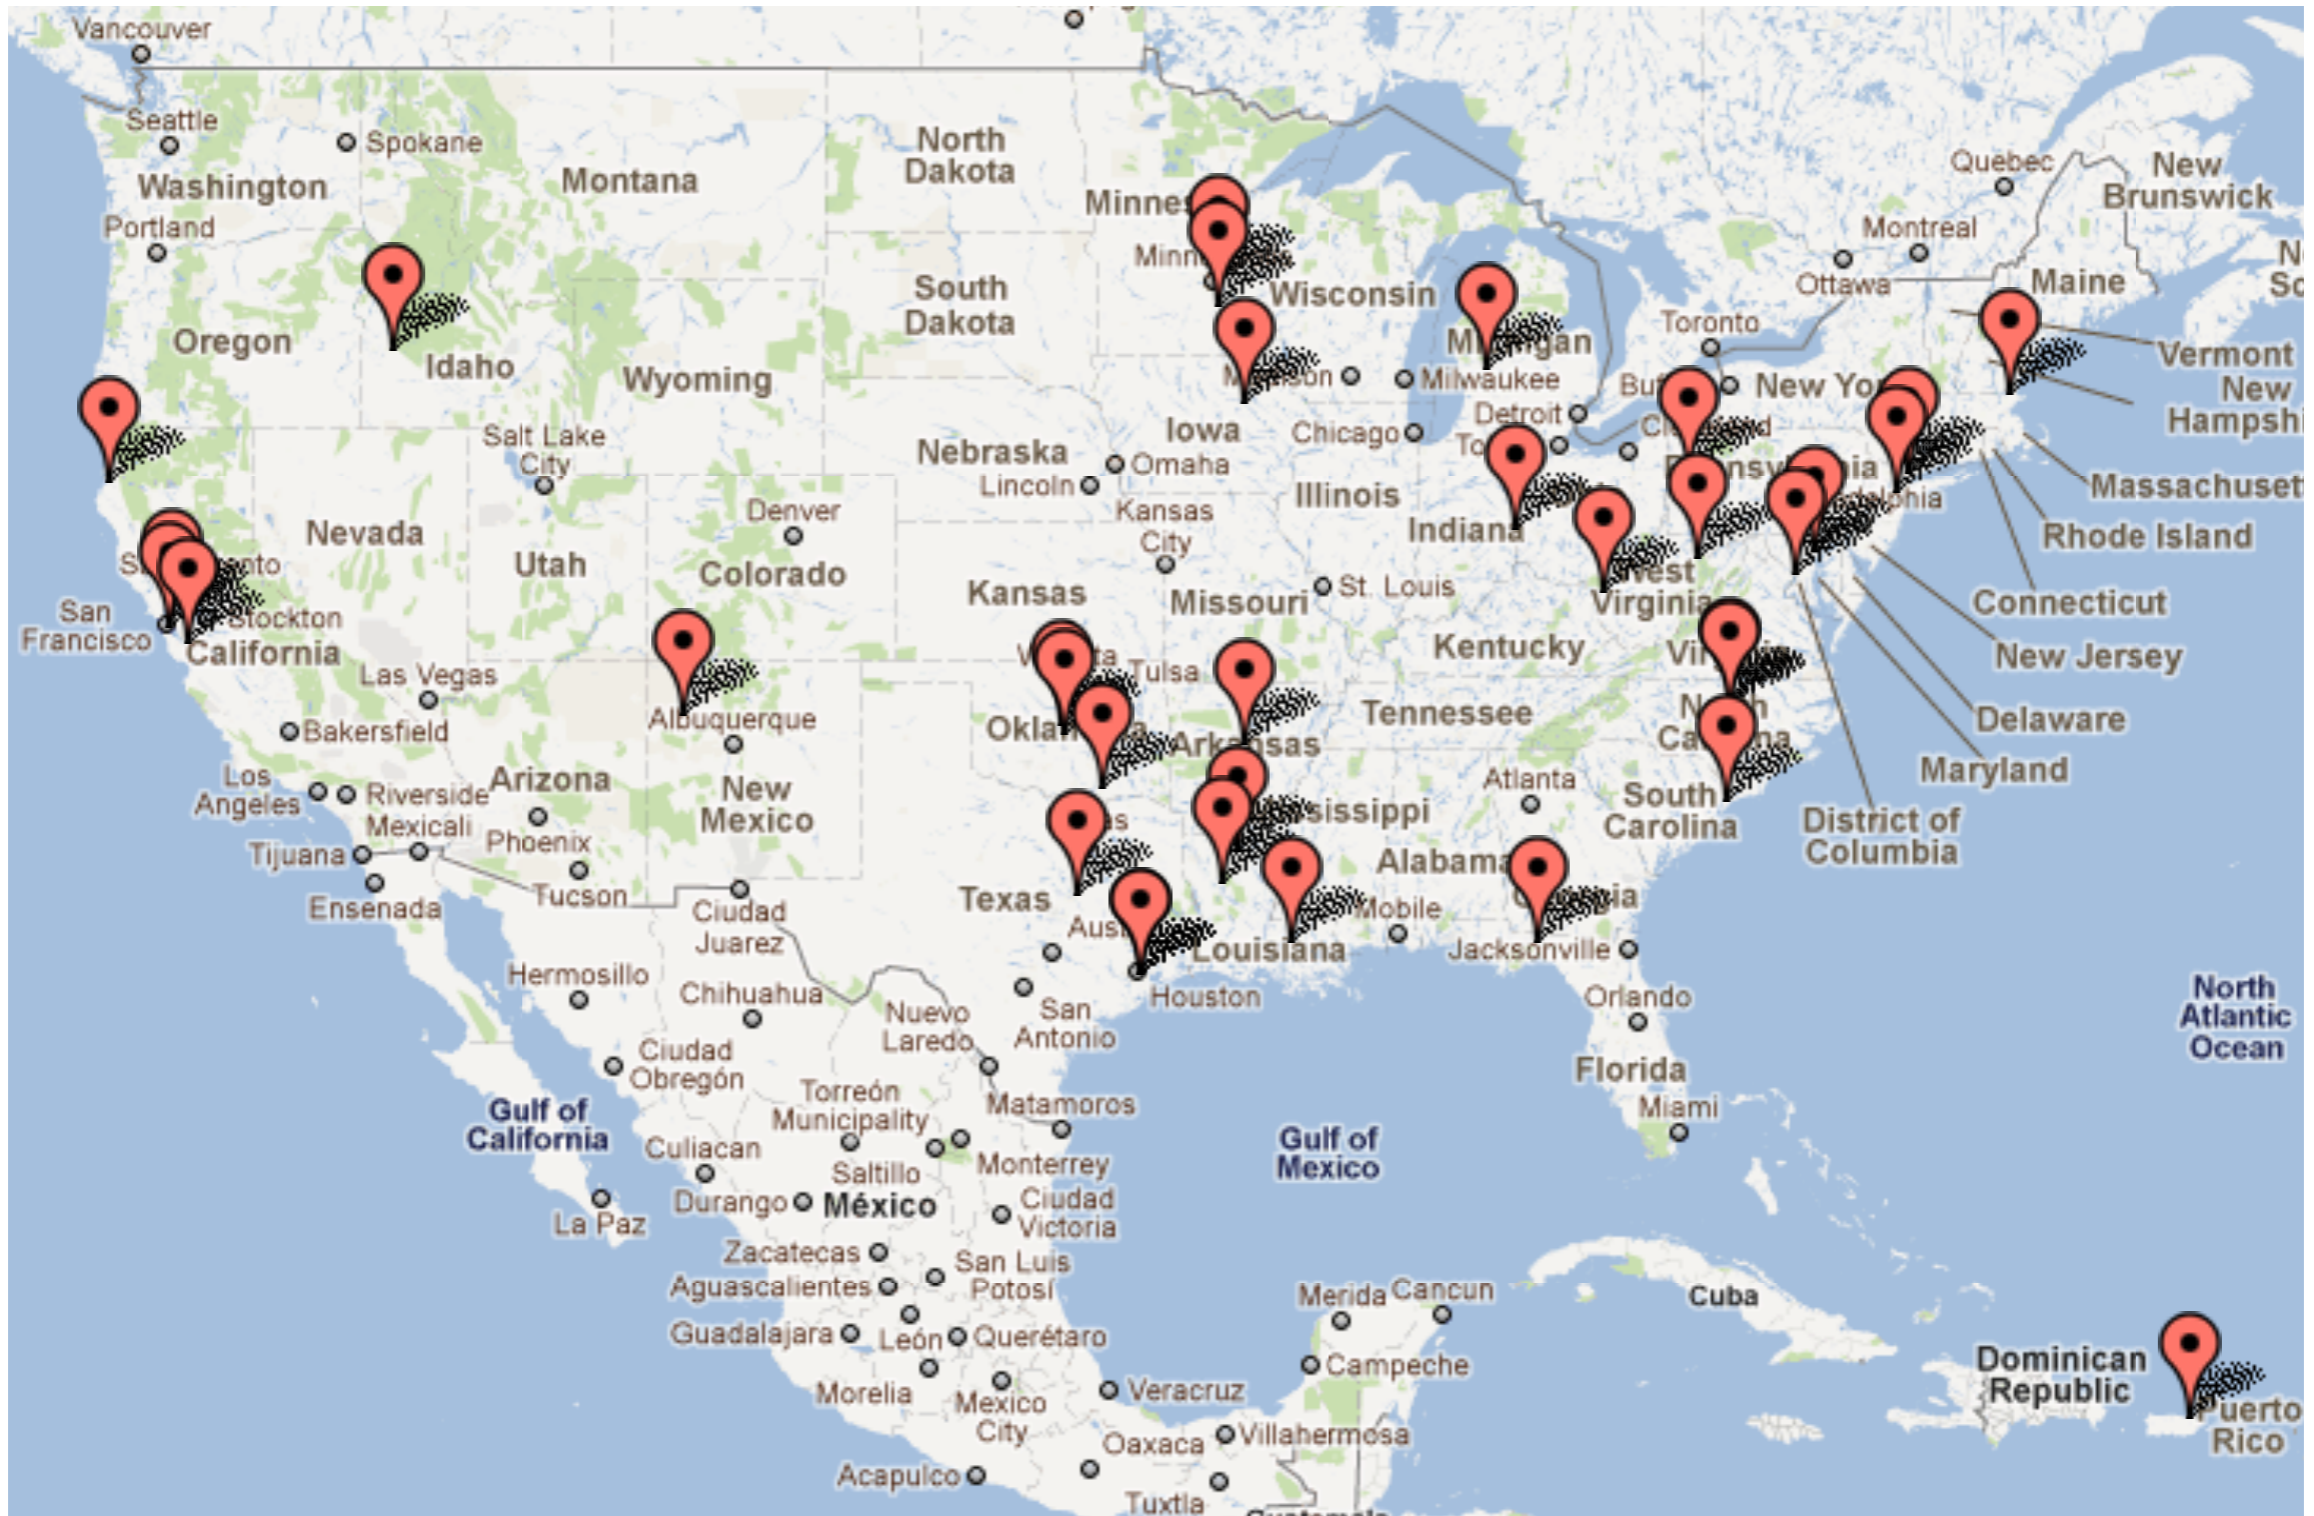 Vancouver
Seattle
Spokane
Washington
Portland
Montana
North
Dakota
Quebec
New
Brunswick
Montreal
Ottawa
Maine
Toronto
Oregon
Idaho
South
Dakota
Wisconsin
Wyoming
Milwaukee
Vermont
New
Detroit
Salt Lake
City
Nebraska
Iowa
Omaha
Lincoln
Chicago
Illinois
Indiana
Nevada
Utah
Denver
Colorado
Kansas
City
Rhode Island
Connecticut
New Jersey
Delaware
Maryland
District of
Columbia
San
Francisco
Stockton
California
Kansas
Missouri
St. Louis
Kentucky
West
Virginia
Las Vegas
Bakersfield
Albuquerque
Tulsa
Tennessee
Arkansas
Los
Angeles
Riverside
Mexicali
Arizona
Phoenix
New
Mexico
Tijuana
Ensenada
Tucson
Ciudad
Juarez
Texas
Atlanta
South
Carolina
Alabama
Mobile
Louisiana
Jacksonville
Houston
San
Antonio
Orlando
Florida
Miami
North
Atlantic
Ocean
Hermosillo
Chihuahua
Nuevo
Laredo
Ciudad
Obregón
Torreón
Municipality
Matamoros
Gulf of
California
Gulf of
Mexico
Culiacan
Saltillo
Monterrey
Durango
México
Ciudad
Victoria
La Paz
Zacatecas
San Luis
Potosí
Aguascalientes
Guadalajara
León
Querétaro
Morelia
Mexico
City
Veracruz
Merida
Cancun
Campeche
Cuba
Dominican
Republic
Puerto
Rico
Oaxaca
Villahermosa
Acapulco
Tuxtla